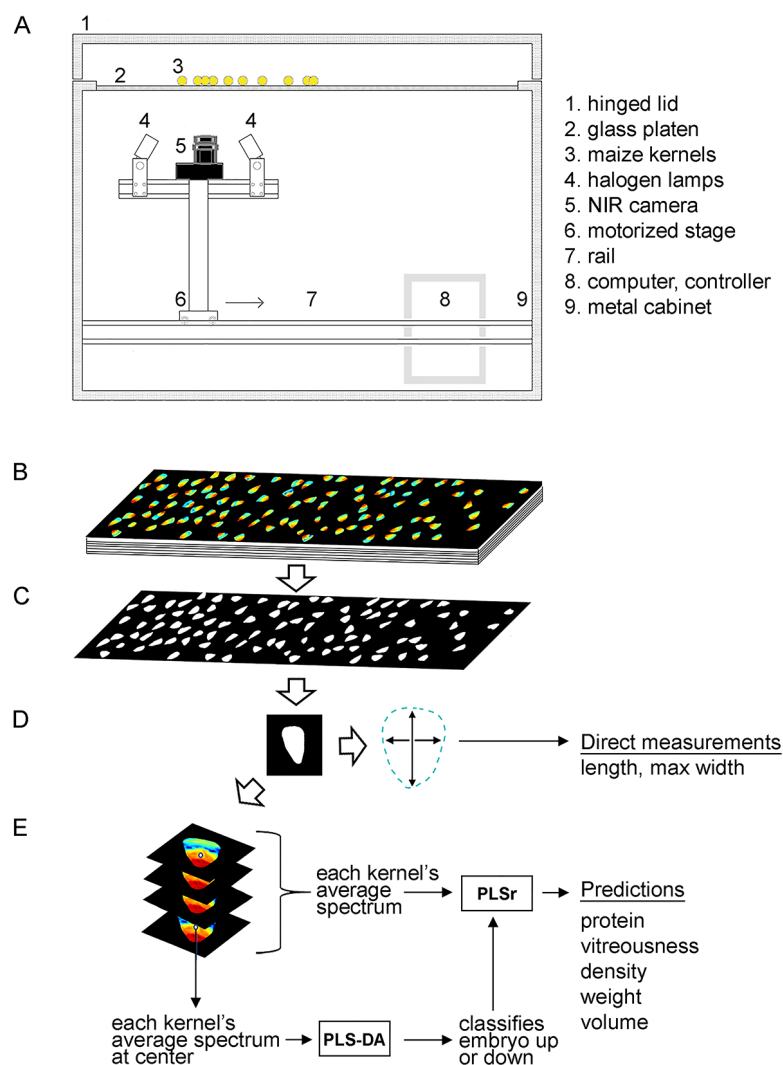 A
1
2
3
4
4
5
6
7
8
9
1. hinged lid
2. glass platen
3. maize kernels
4. halogen lamps
5. NIR camera
6. motorized stage
7. rail
8. computer, controller
9. metal cabinet
B
C
D
Direct measurements
length, max width
E
each kernel's
average
spectrum
PLSr
Predictions
protein
vitreousness
density
weight
volume
each kernel's
average spectrum
at center
PLS-DA
classifies
embryo up
or down